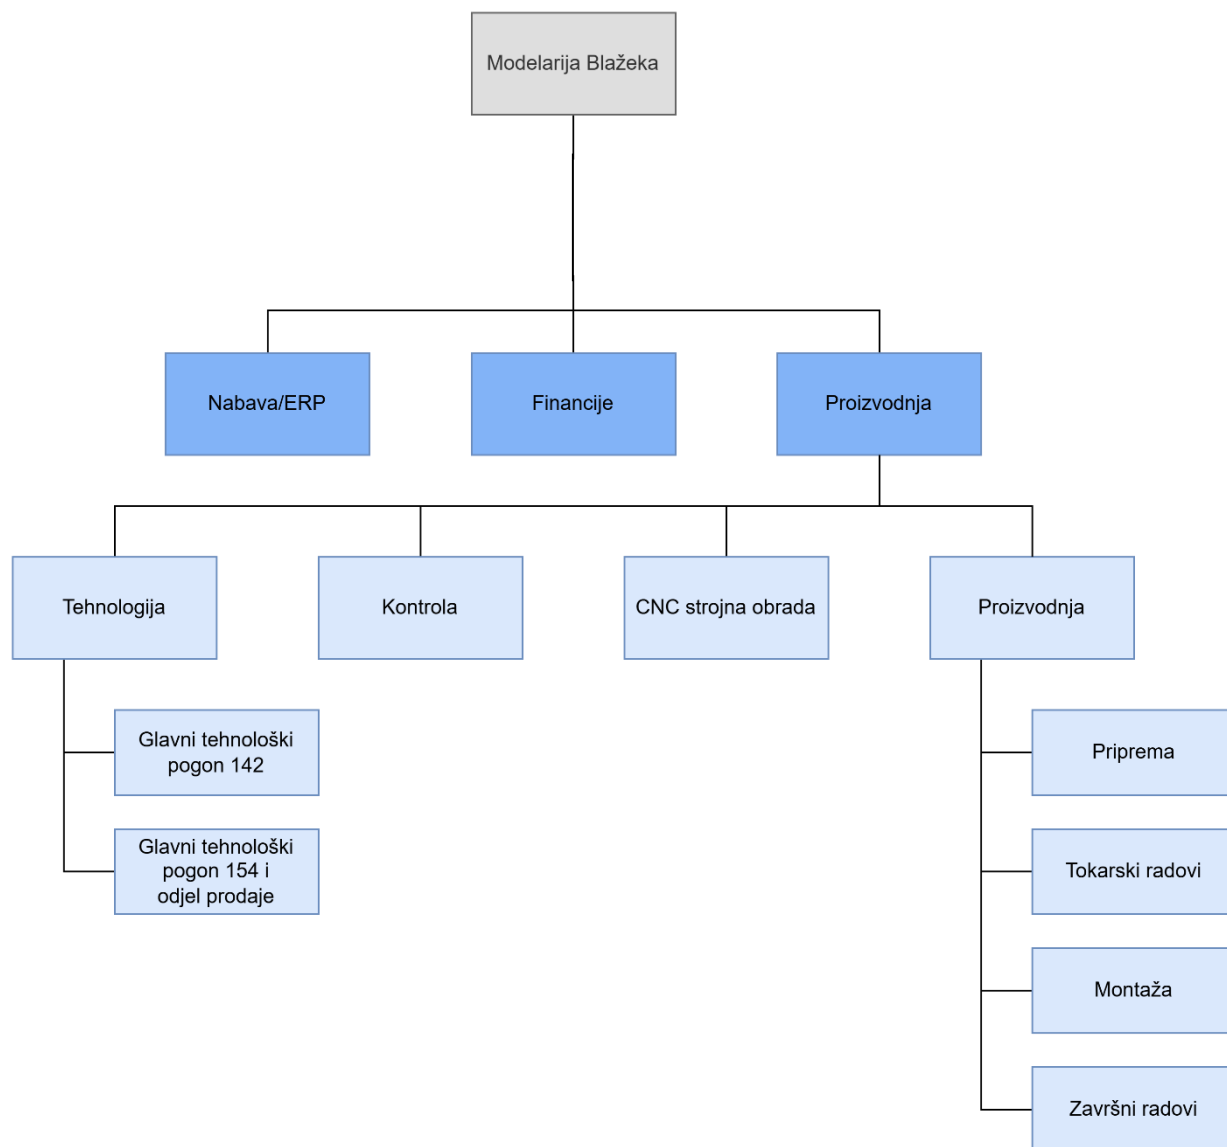 Modelarija Blažeka
Nabava/ERP
Financije
Proizvodnja
Tehnologija
Kontrola
CNC strojna obrada
Proizvodnja
Glavni tehnološki
pogon 142
Glavni tehnološki
pogon 154 i
odjel prodaje
Priprema
Tokarski radovi
Montaža
Završni radovi